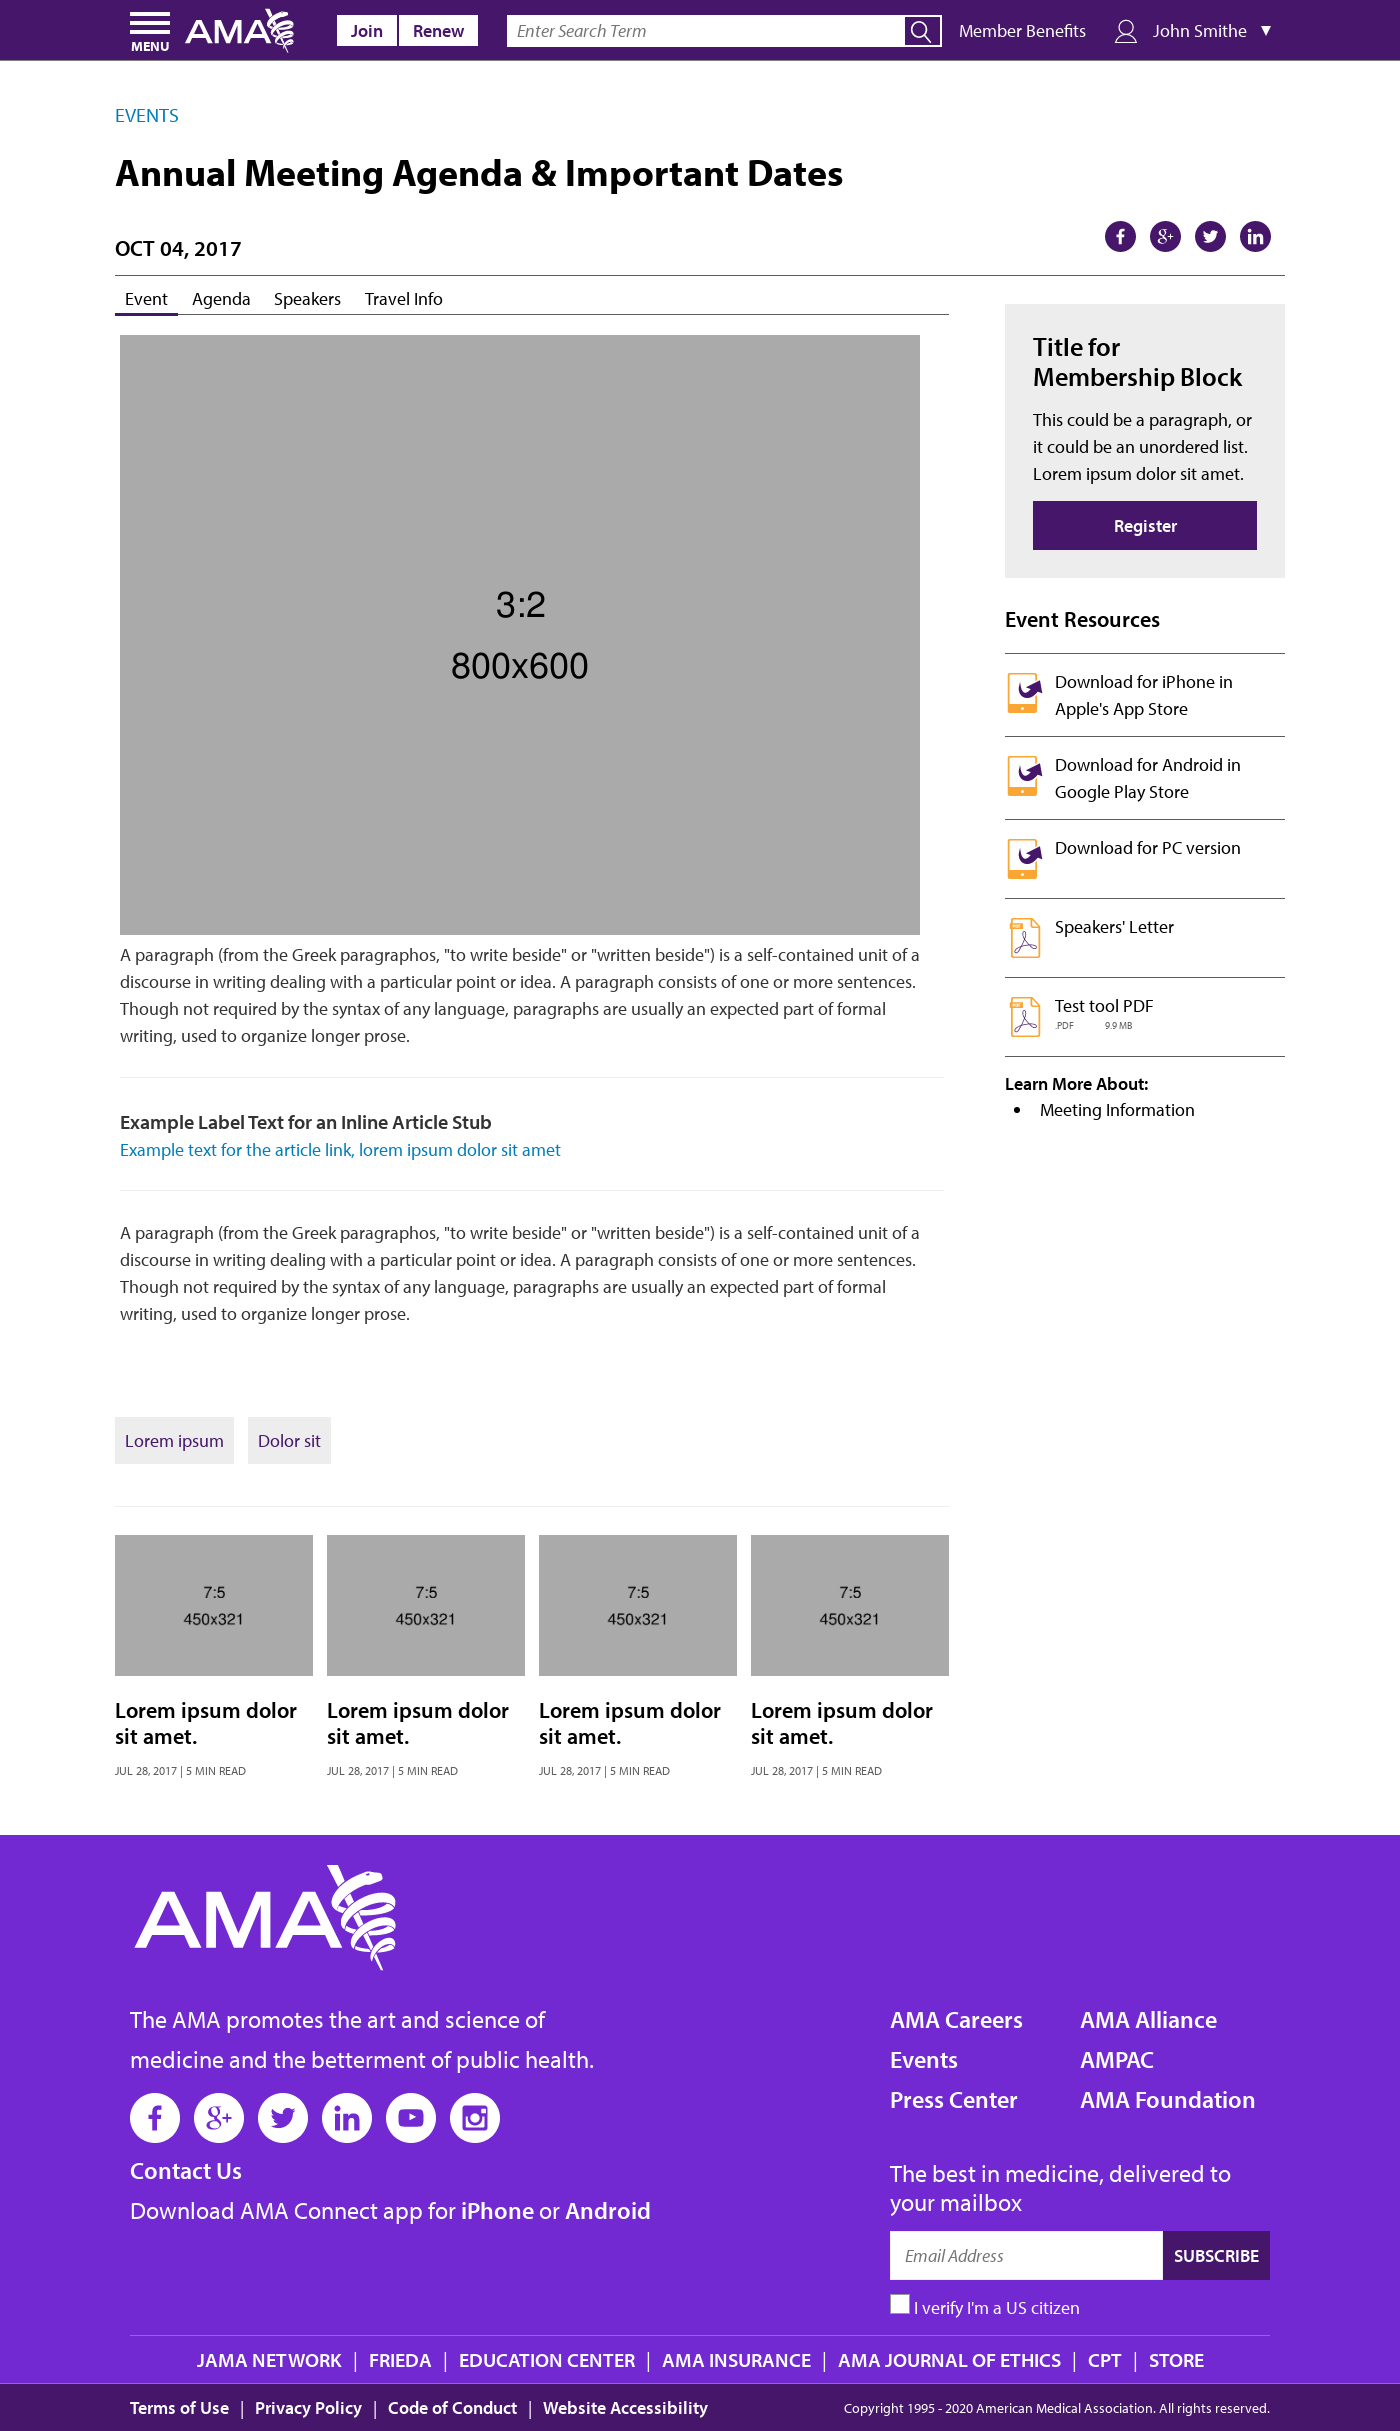 MENU
AMA
Join
Renew
Enter Search Term
Member Benefits
John Smithe ▼
EVENTS
Annual Meeting Agenda & Important Dates
OCT 04, 2017
Event
Agenda
Speakers
Travel Info
3:2
800x600
A paragraph (from the Greek paragraphos, "to write beside" or "written beside") is a self-contained unit of a
discourse in writing dealing with a particular point or idea. A paragraph consists of one or more sentences.
Though not required by the syntax of any language, paragraphs are usually an expected part of formal
writing, used to organize longer prose.
Example Label Text for an Inline Article Stub
Example text for the article link, lorem ipsum dolor sit amet
A paragraph (from the Greek paragraphos, "to write beside" or "written beside") is a self-contained unit of a
discourse in writing dealing with a particular point or idea. A paragraph consists of one or more sentences.
Though not required by the syntax of any language, paragraphs are usually an expected part of formal
writing, used to organize longer prose.
Title for
Membership Block
This could be a paragraph, or
it could be an unordered list.
Lorem ipsum dolor sit amet.
Register
Event Resources
Download for iPhone in
Apple's App Store
Download for Android in
Google Play Store
Download for PC version
Speakers' Letter
Test tool PDF
.PDF 9.9 MB
Learn More About:
• Meeting Information
Lorem ipsum
Dolor sit
7:5
450x321
Lorem ipsum dolor
sit amet.
JUL 28, 2017 | 5 MIN READ
7:5
450x321
Lorem ipsum dolor
sit amet.
JUL 28, 2017 | 5 MIN READ
7:5
450x321
Lorem ipsum dolor
sit amet.
JUL 28, 2017 | 5 MIN READ
7:5
450x321
Lorem ipsum dolor
sit amet.
JUL 28, 2017 | 5 MIN READ
AMA
The AMA promotes the art and science of
medicine and the betterment of public health.
Contact Us
Download AMA Connect app for iPhone or Android
AMA Careers
Events
Press Center
AMA Alliance
AMPAC
AMA Foundation
The best in medicine, delivered to
your mailbox
Email Address
SUBSCRIBE
I verify I'm a US citizen
JAMA NETWORK | FRIEDA | EDUCATION CENTER | AMA INSURANCE | AMA JOURNAL OF ETHICS | CPT | STORE
Terms of Use | Privacy Policy | Code of Conduct | Website Accessibility
Copyright 1995 - 2020 American Medical Association. All rights reserved.